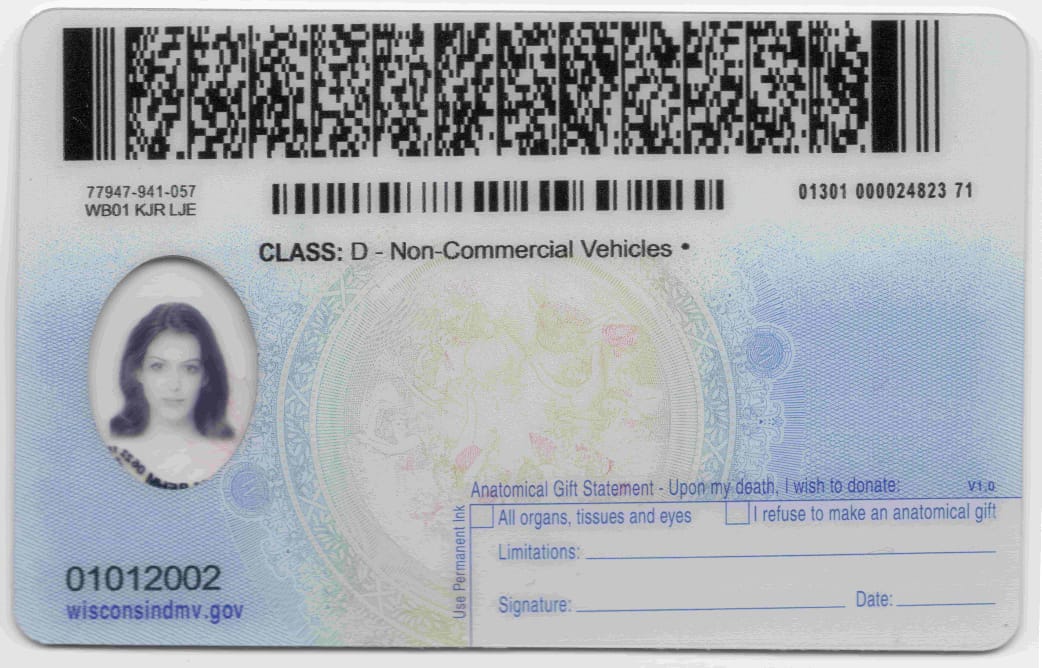 77947-941-057
WB01 KJR LJE
01301 000024823 71
CLASS: D - Non-Commercial Vehicles *
Anatomical Gift Statement - Upon my death, I wish to donate:
V1.0
All organs, tissues and eyes
I refuse to make an anatomical gift
Use Permanent Ink
Limitations:
Signature:
Date:
01012002
wisconsindmv.gov